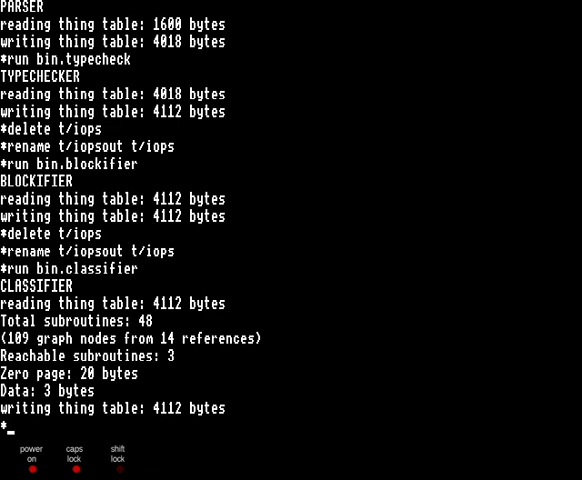 PARSER
reading thing table: 1600 bytes
writing thing table: 4018 bytes
*run bin.typecheck
TYPECHECKER
reading thing table: 4018 bytes
writing thing table: 4112 bytes
*delete t/iops
*rename t/iopsout t/iops
*run bin.blockifier
BLOCKIFIER
reading thing table: 4112 bytes
writing thing table: 4112 bytes
*delete t/iops
*rename t/iopsout t/iops
*run bin.classifier
CLASSIFIER
reading thing table: 4112 bytes
Total subroutines: 48
(109 graph nodes from 14 references)
Reachable subroutines: 3
Zero page: 20 bytes
Data: 3 bytes
writing thing table: 4112 bytes
*_
power on
caps lock
shift lock